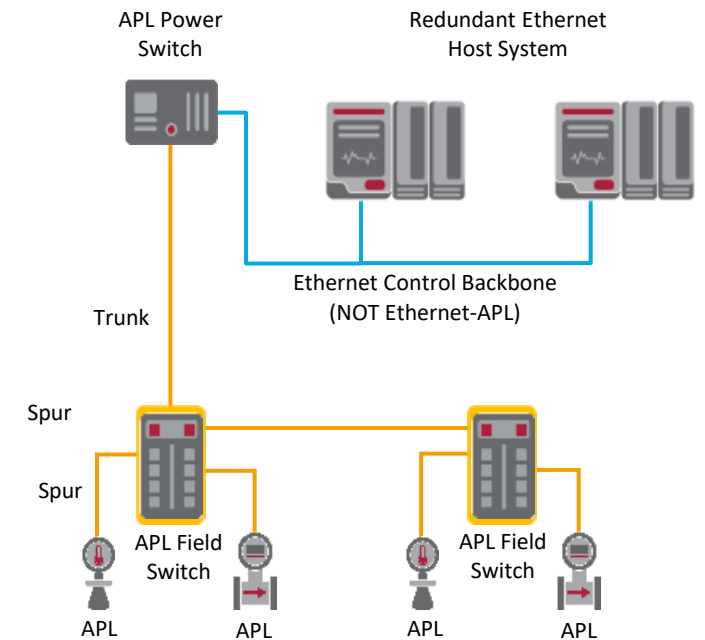 APL Power
Switch
Redundant Ethernet
Host System
Ethernet Control Backbone
(NOT Ethernet-APL)
Trunk
Spur
Spur
APL Field
Switch
APL Field
Switch
APL
APL
APL
APL